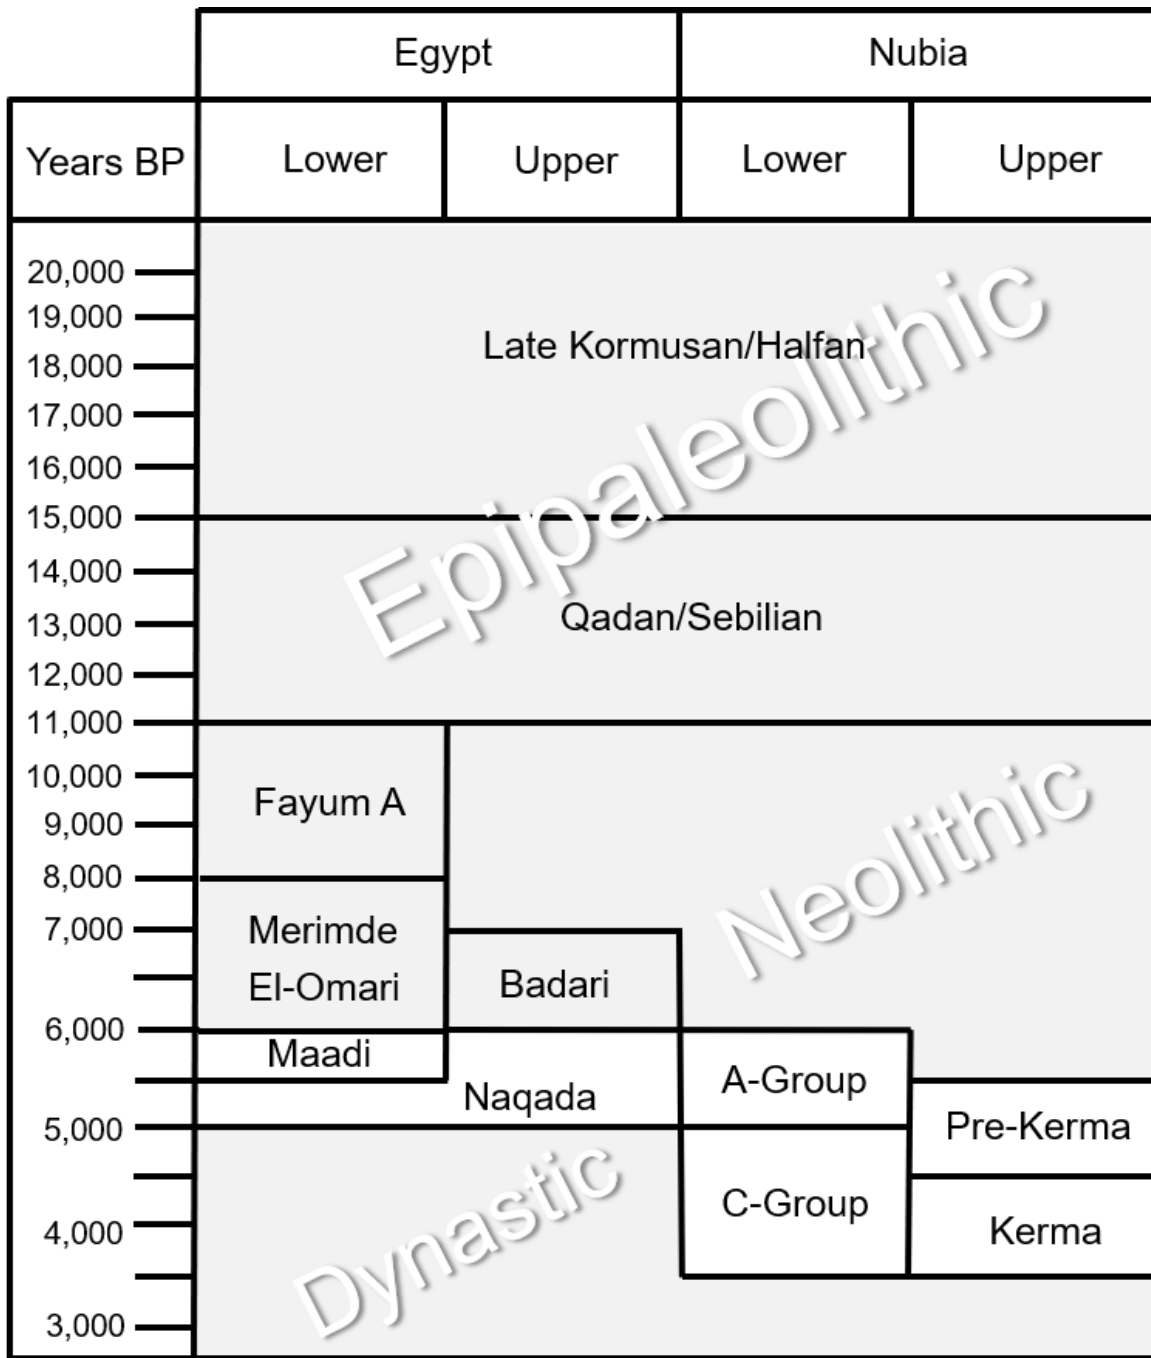 Egypt
Nubia
Years BP
Lower
Upper
Lower
Upper
20,000
19,000
18,000
17,000
16,000
15,000
14,000
13,000
12,000
11,000
10,000
9,000
8,000
7,000
6,000
5,000
4,000
3,000
Epipaleolithic
Late Kormusan/Halfan
Qadan/Sebilian
Neolithic
Fayum A
Merimde
El-Omari
Badari
Maadi
Naqada
A-Group
Pre-Kerma
C-Group
Kerma
Dynastic